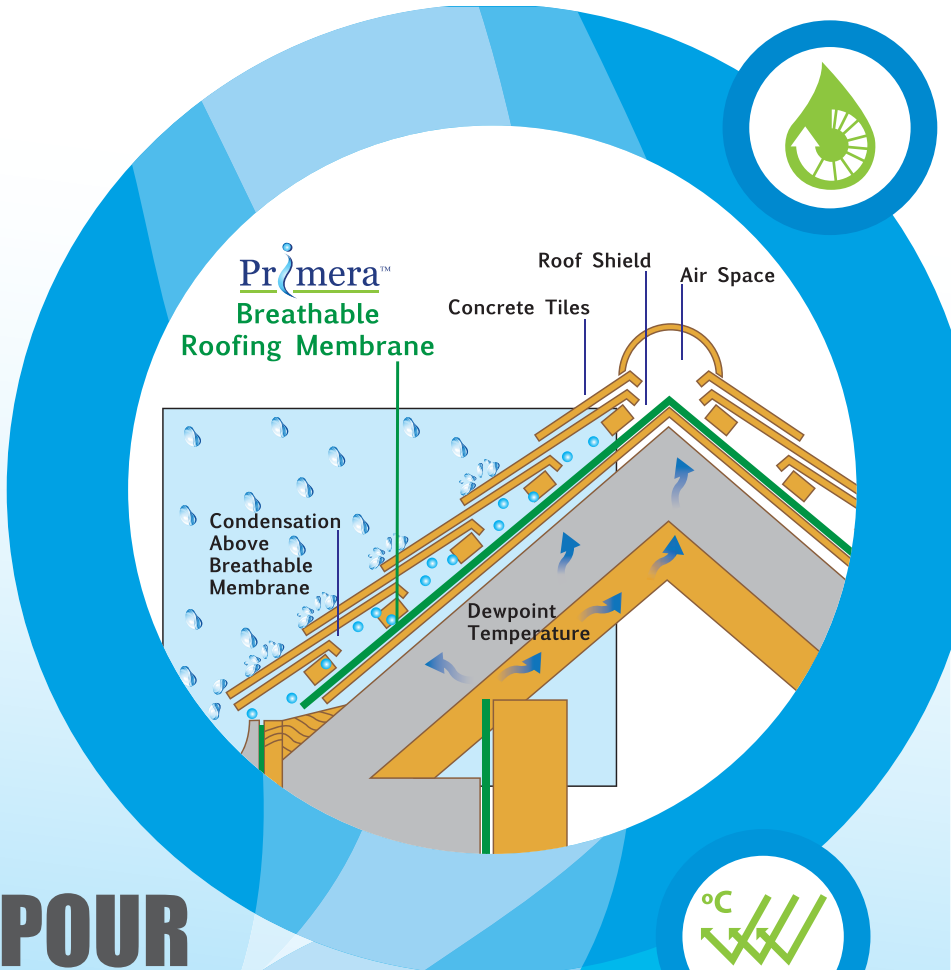 Primera™
Breathable
Roofing Membrane
Roof Shield
Air Space
Concrete Tiles
Condensation
Above
Breathable
Membrane
Dewpoint
Temperature
POUR
°C